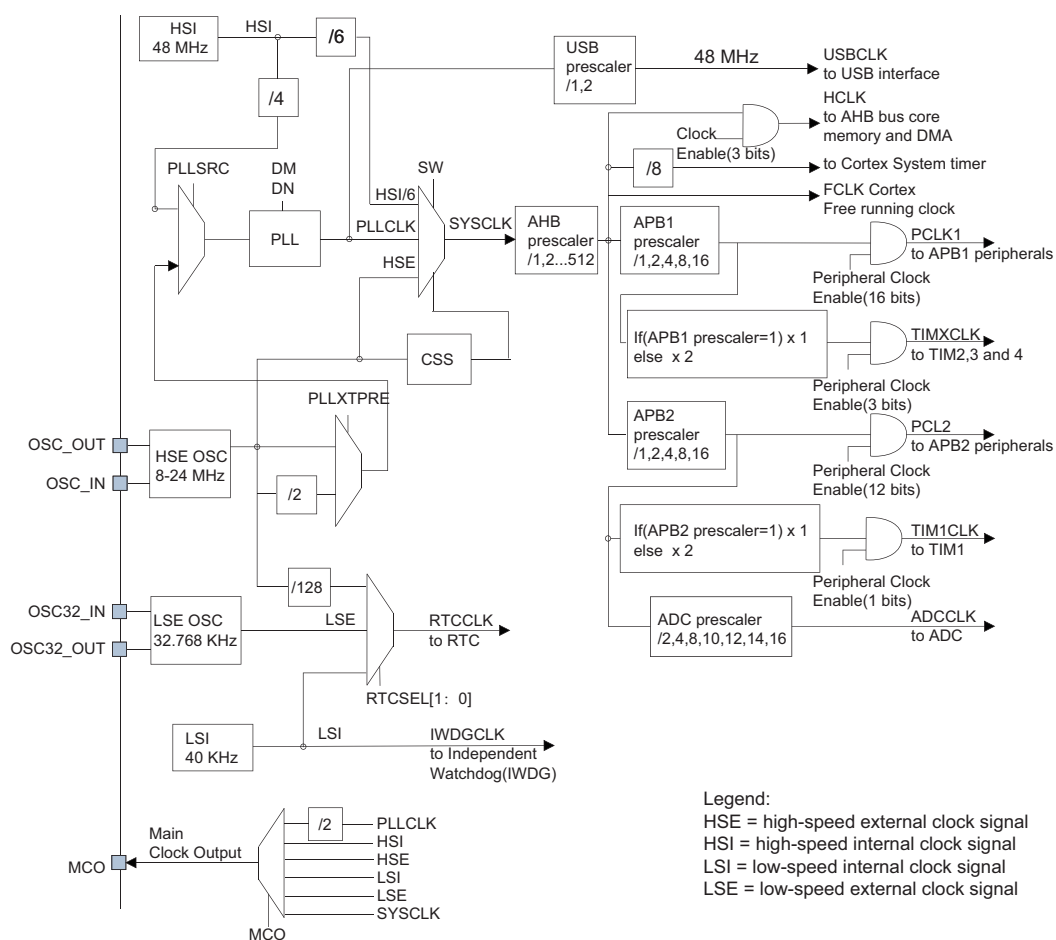 HSI
48 MHz
HSI
/6
/4
USB
prescaler
/1,2
48 MHz
USBCLK
to USB interface
HCLK
to AHB bus core
memory and DMA
Clock
Enable(3 bits)
/8
to Cortex System timer
FCLK Cortex
Free running clock
PLLSRC
DM
DN
PLL
SW
HSI/6
PLLCLK
HSE
SYSCLK
AHB
prescaler
/1,2...512
APB1
prescaler
/1,2,4,8,16
PCLK1
to APB1 peripherals
Peripheral Clock
Enable(16 bits)
CSS
If(APB1 prescaler=1) x 1
else x 2
TIMXCLK
to TIM2,3 and 4
Peripheral Clock
Enable(3 bits)
PLLXTPRE
OSC_OUT
OSC_IN
HSE OSC
8-24 MHz
/2
APB2
prescaler
/1,2,4,8,16
PCL2
to APB2 peripherals
Peripheral Clock
Enable(12 bits)
If(APB2 prescaler=1) x 1
else x 2
TIM1CLK
to TIM1
Peripheral Clock
Enable(1 bits)
/128
OSC32_IN
OSC32_OUT
LSE OSC
32.768 KHz
LSE
RTCCLK
to RTC
RTCSEL[1: 0]
ADC prescaler
/2,4,8,10,12,14,16
ADCCLK
to ADC
LSI
40 KHz
LSI
IWDGCLK
to Independent
Watchdog(IWDG)
MCO
Main
Clock Output
/2
PLLCLK
HSI
HSE
LSI
LSE
SYSCLK
MCO
Legend:
HSE = high-speed external clock signal
HSI = high-speed internal clock signal
LSI = low-speed internal clock signal
LSE = low-speed external clock signal